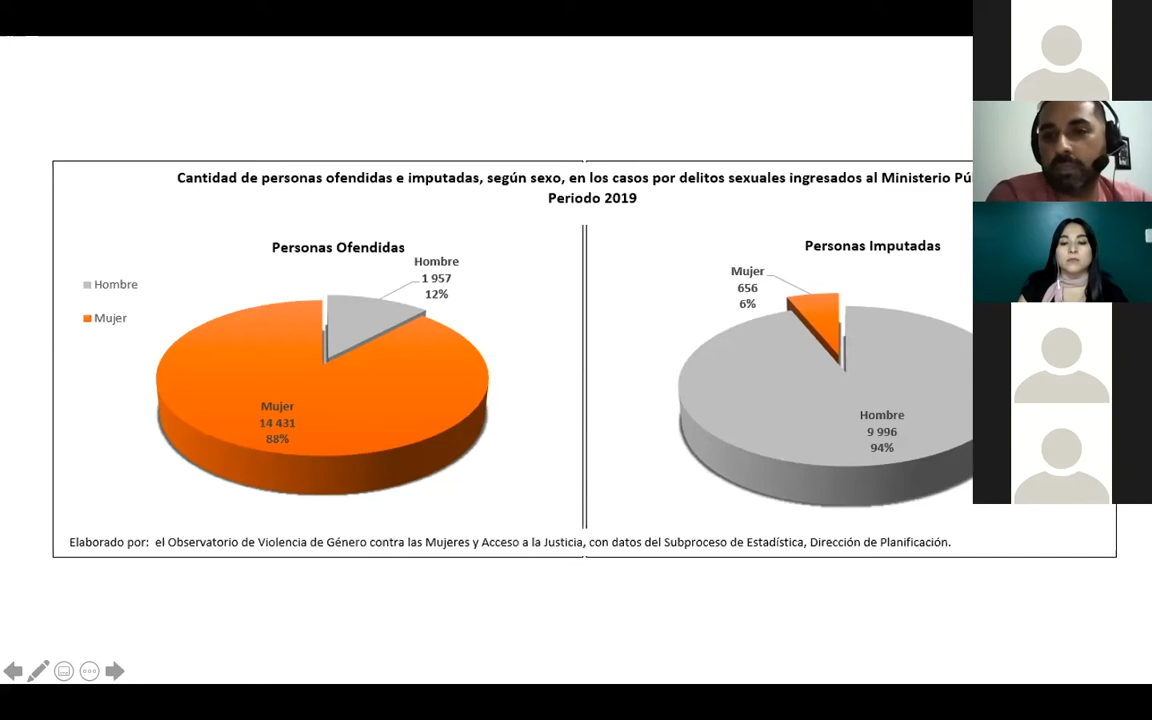 Cantidad de personas ofendidas e imputadas, según sexo, en los casos por delitos sexuales ingresados al Ministerio
Periodo 2019
Personas Ofendidas
Hombre
Mujer
Hombre
1 957
12%
Mujer
14 431
88%
Personas Imputadas
Mujer
656
6%
Hombre
9 996
94%
Elaborado por: el Observatorio de Violencia de Género contra las Mujeres y Acceso a la Justicia, con datos del Subproceso de Estadística, Dirección de Planificación.